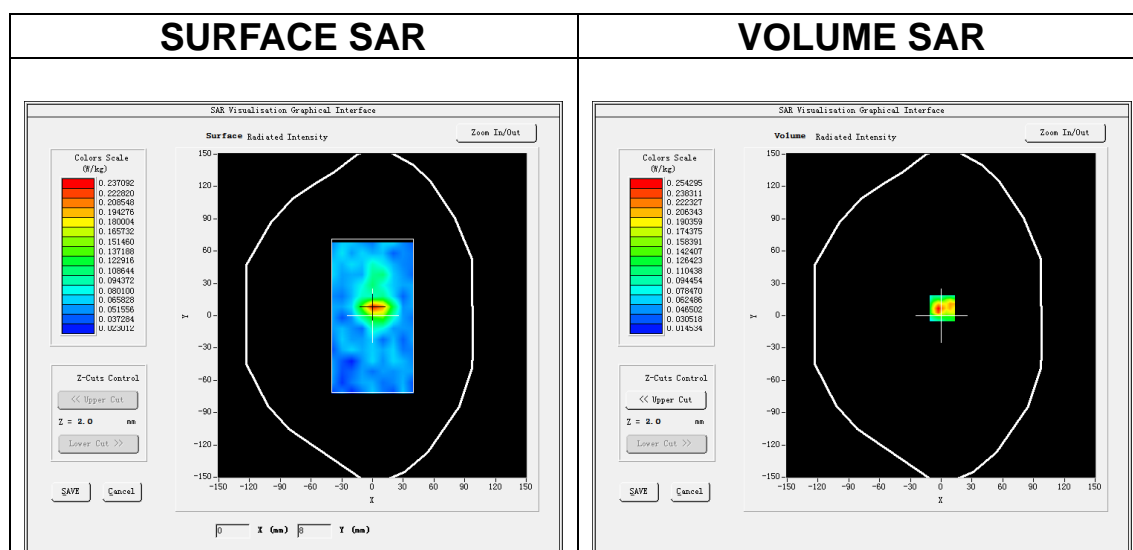 SURFACE SAR
SAR Visualisation Graphical Interface
Surface Radiated Intensity
Zoom In/Out
Colors Scale
(W/kg)
0.237092
0.222820
0.208548
0.194276
0.180004
0.165732
0.151460
0.137188
0.122916
0.108644
0.094372
0.080100
0.065828
0.051556
0.037284
0.023012
Z-Cuts Control
<< Upper Cut
Z = 2.0 mm
Lower Cut >>
SAVE
Cancel
150
120
90
60
30
0
-30
-60
-90
-120
-150
Y
-150 -120 -90 -60 -30 0 30 60 90 120 150
X
0 X (mm) 8 Y (mm)
VOLUME SAR
SAR Visualisation Graphical Interface
Volume Radiated Intensity
Zoom In/Out
Colors Scale
(W/kg)
0.254295
0.238311
0.222327
0.206343
0.190359
0.174375
0.158391
0.142407
0.126423
0.110438
0.094454
0.078470
0.062486
0.046502
0.030518
0.014534
Z-Cuts Control
<< Upper Cut
Z = 2.0 mm
Lower Cut >>
SAVE
Cancel
150
120
90
60
30
0
-30
-60
-90
-120
-150
Y
-150 -120 -90 -60 -30 0 30 60 90 120 150
X